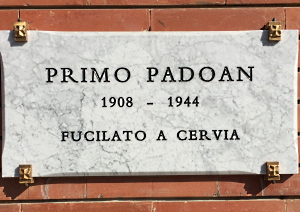 PRIMO PADOAN
1908 - 1944
FUCILATO A CERVIA